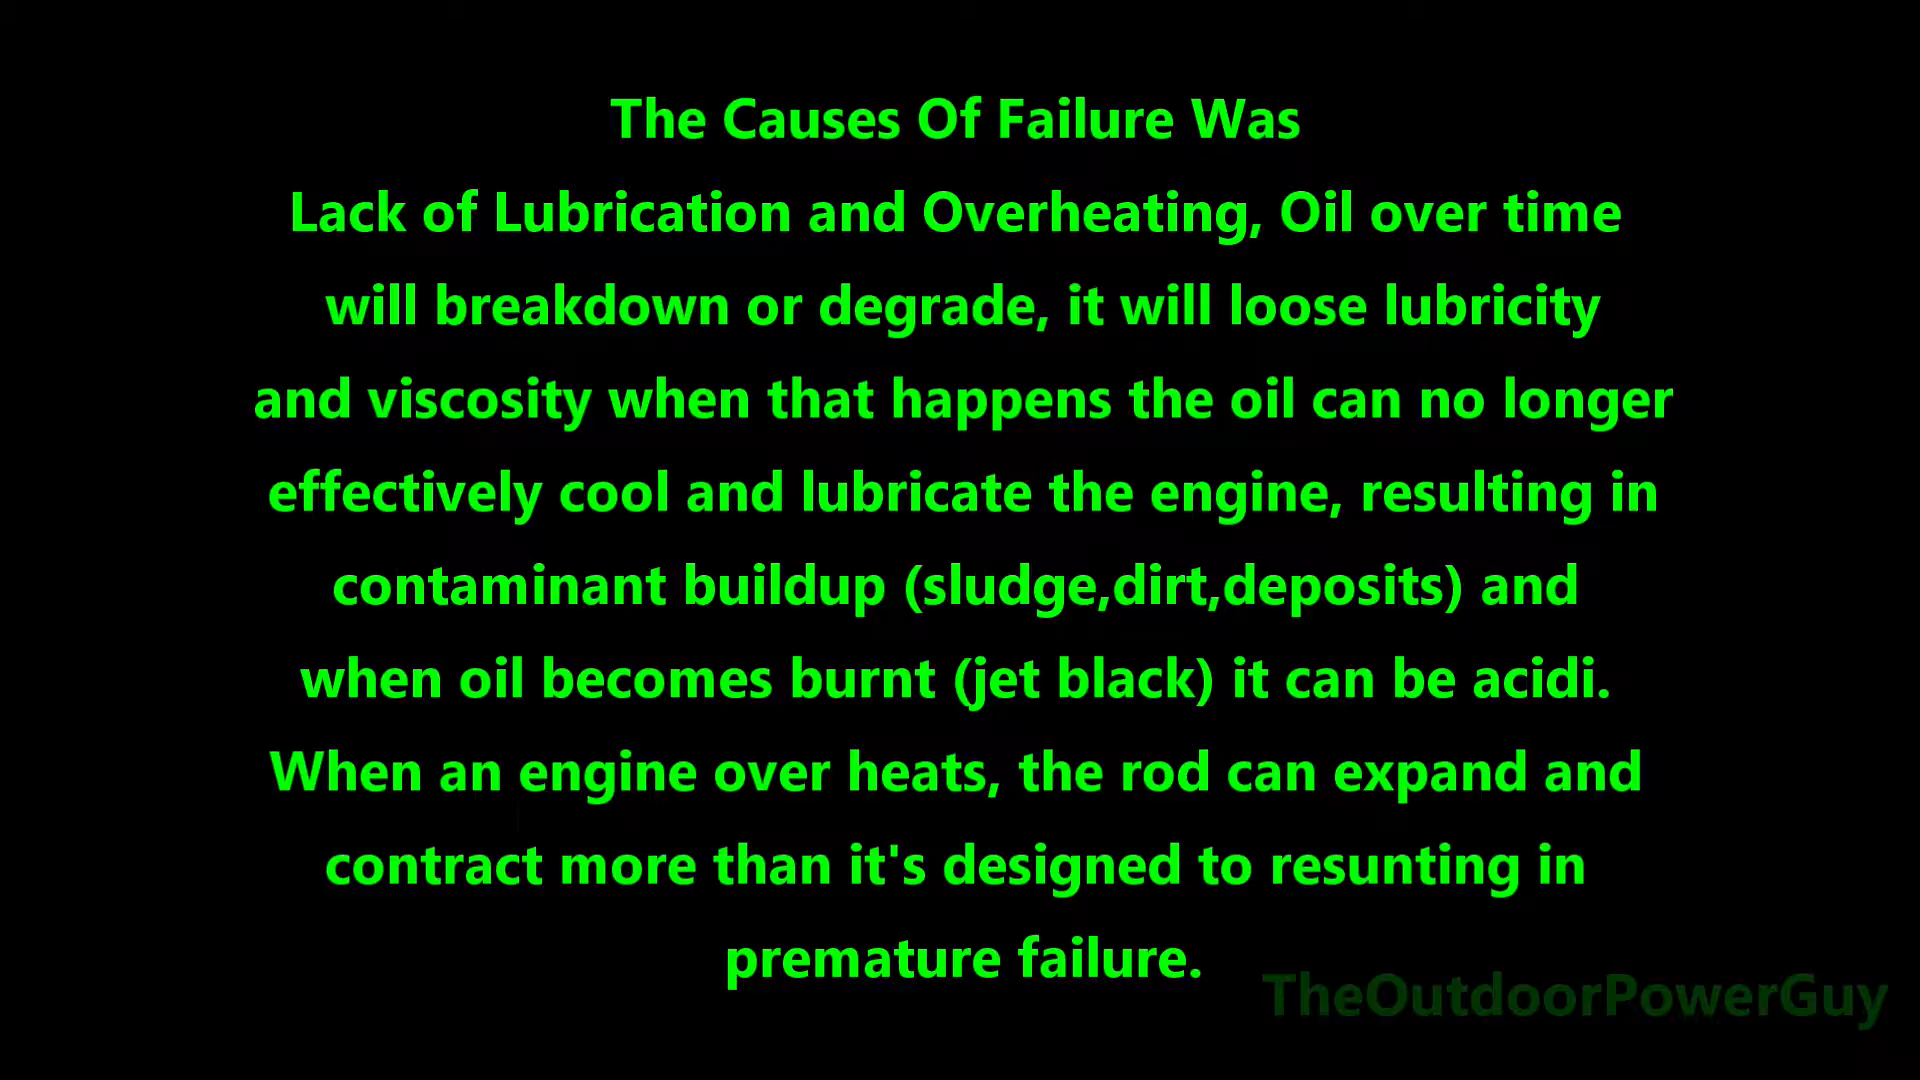 The Causes Of Failure Was
Lack of Lubrication and Overheating, Oil over time
will breakdown or degrade, it will loose lubricity
and viscosity when that happens the oil can no longer
effectively cool and lubricate the engine, resulting in
contaminant buildup (sludge,dirt,deposits) and
when oil becomes burnt (jet black) it can be acidi.
When an engine over heats, the rod can expand and
contract more than it's designed to resunting in
premature failure.
TheOutdoorPowerGuy